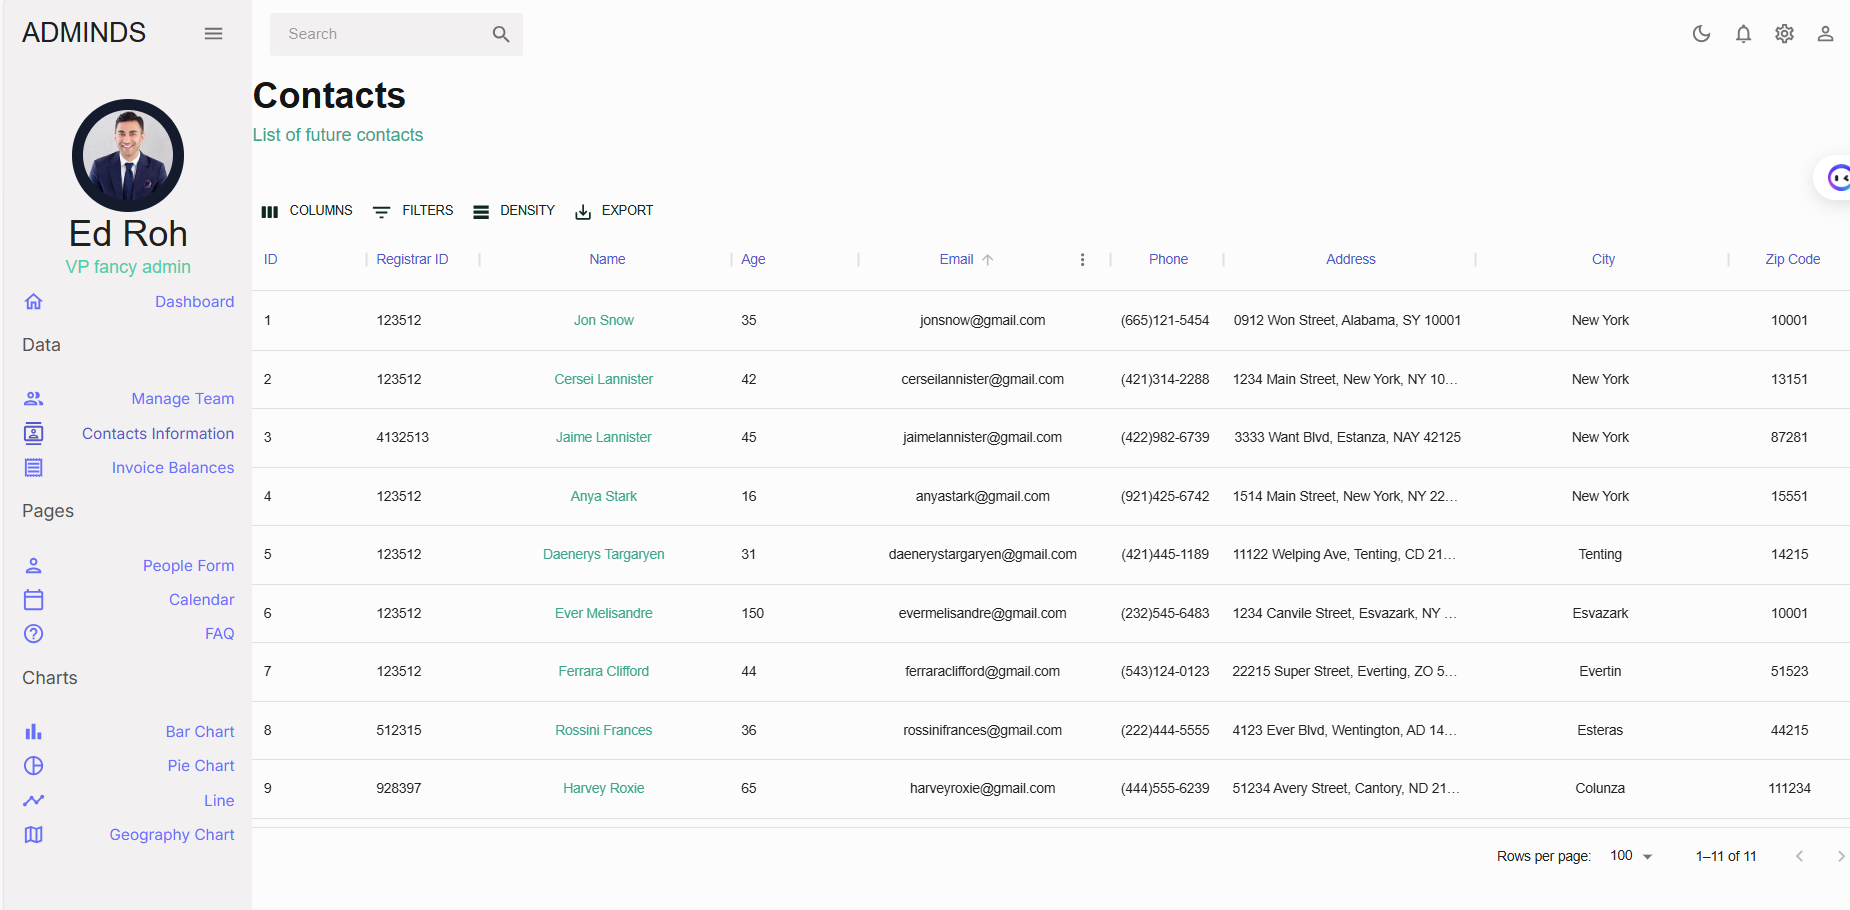 ADMINDS
Search
Ed Roh
VP fancy admin
Dashboard
Data
Manage Team
Contacts Information
Invoice Balances
Pages
People Form
Calendar
FAQ
Charts
Bar Chart
Pie Chart
Line
Geography Chart
Contacts
List of future contacts
COLUMNS FILTERS DENSITY EXPORT
ID Registrar ID Name Age Email Phone Address City Zip Code
1 123512 Jon Snow 35 jonsnow@gmail.com (665)121-5454 0912 Won Street, Alabama, SY 10001 New York 10001
2 123512 Cersei Lannister 42 cerseilannister@gmail.com (421)314-2288 1234 Main Street, New York, NY 10… New York 13151
3 4132513 Jaime Lannister 45 jaimelannister@gmail.com (422)982-6739 3333 Want Blvd, Estanza, NAY 42125 New York 87281
4 123512 Anya Stark 16 anyastark@gmail.com (921)425-6742 1514 Main Street, New York, NY 22… New York 15551
5 123512 Daenerys Targaryen 31 daenerystargaryen@gmail.com (421)445-1189 11122 Welping Ave, Tenting, CD 21… Tenting 14215
6 123512 Ever Melisandre 150 evermelisandre@gmail.com (232)545-6483 1234 Canvile Street, Esvazark, NY … Esvazark 10001
7 123512 Ferrara Clifford 44 ferraraclifford@gmail.com (543)124-0123 22215 Super Street, Everting, ZO 5… Evertin 51523
8 512315 Rossini Frances 36 rossinifrances@gmail.com (222)444-5555 4123 Ever Blvd, Wentington, AD 14… Esteras 44215
9 928397 Harvey Roxie 65 harveyroxie@gmail.com (444)555-6239 51234 Avery Street, Cantory, ND 21… Colunza 111234
Rows per page: 100 1–11 of 11